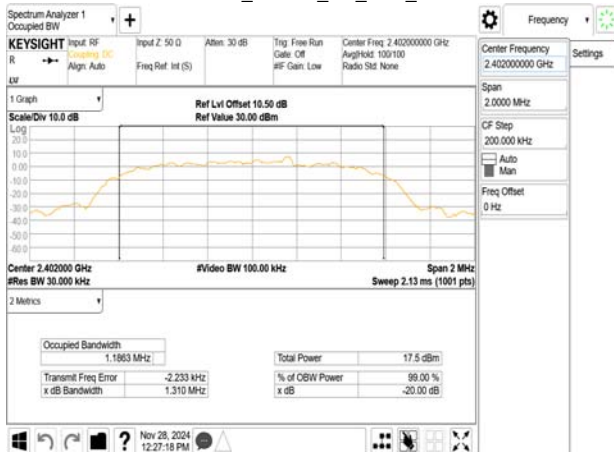 Spectrum Analyzer 1
Occupied BW
Frequency
KEYSIGHT Input: RF Input Z: 50 Ω Atten: 30 dB Trig: Free Run Center Freq: 2.402000000 GHz
R Coupling: DC Gate: Off Avg|Hold: 100/100
Align: Auto Freq Ref: Int (S) #IF Gain: Low Radio Std: None
Center Frequency
2.402000000 GHz
Settings
Span
2.0000 MHz
CF Step
200.000 kHz
Auto
Man
Freq Offset
0 Hz
1 Graph
Ref Lvl Offset 10.50 dB
Scale/Div 10.0 dB Ref Value 30.00 dBm
Log
20.0
10.0
0.00
-10.0
-20.0
-30.0
-40.0
-50.0
-60.0
Center 2.402000 GHz #Video BW 100.00 kHz Span 2 MHz
#Res BW 30.000 kHz Sweep 2.13 ms (1001 pts)
2 Metrics
Occupied Bandwidth
1.1863 MHz
Total Power 17.5 dBm
Transmit Freq Error -2.233 kHz % of OBW Power 99.00 %
x dB Bandwidth 1.310 MHz x dB -20.00 dB
?
Nov 28, 2024
12:27:18 PM